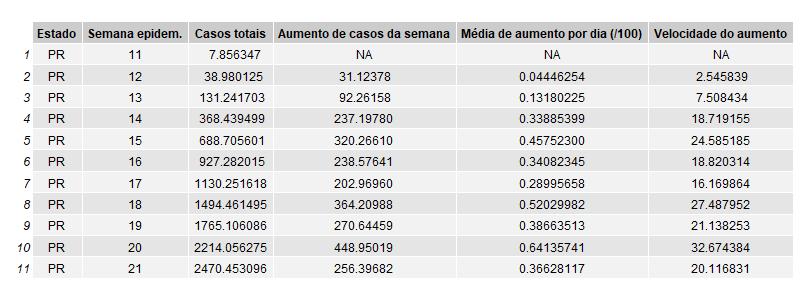 Estado Semana epidem. Casos totais Aumento de casos da semana Média de aumento por dia (/100) Velocidade do aumento
1 PR 11 7.856347 NA NA NA
2 PR 12 38.980125 31.12378 0.04446254 2.545839
3 PR 13 131.241703 92.26158 0.13180225 7.508434
4 PR 14 368.439499 237.19780 0.33885399 18.719155
5 PR 15 688.705601 320.26610 0.45752300 24.585185
6 PR 16 927.282015 238.57641 0.34082345 18.820314
7 PR 17 1130.251618 202.96960 0.28995658 16.169864
8 PR 18 1494.461495 364.20988 0.52029982 27.487952
9 PR 19 1765.106086 270.64459 0.38663513 21.138253
10 PR 20 2214.056275 448.95019 0.64135741 32.674384
11 PR 21 2470.453096 256.39682 0.36628117 20.116831